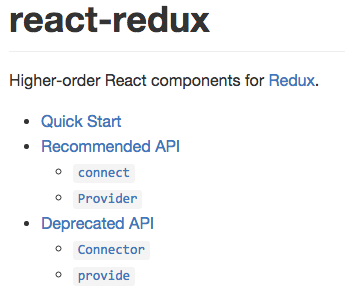 react-redux
Higher-order React components for Redux.
Quick Start
Recommended API
connect
Provider
Deprecated API
Connector
provide